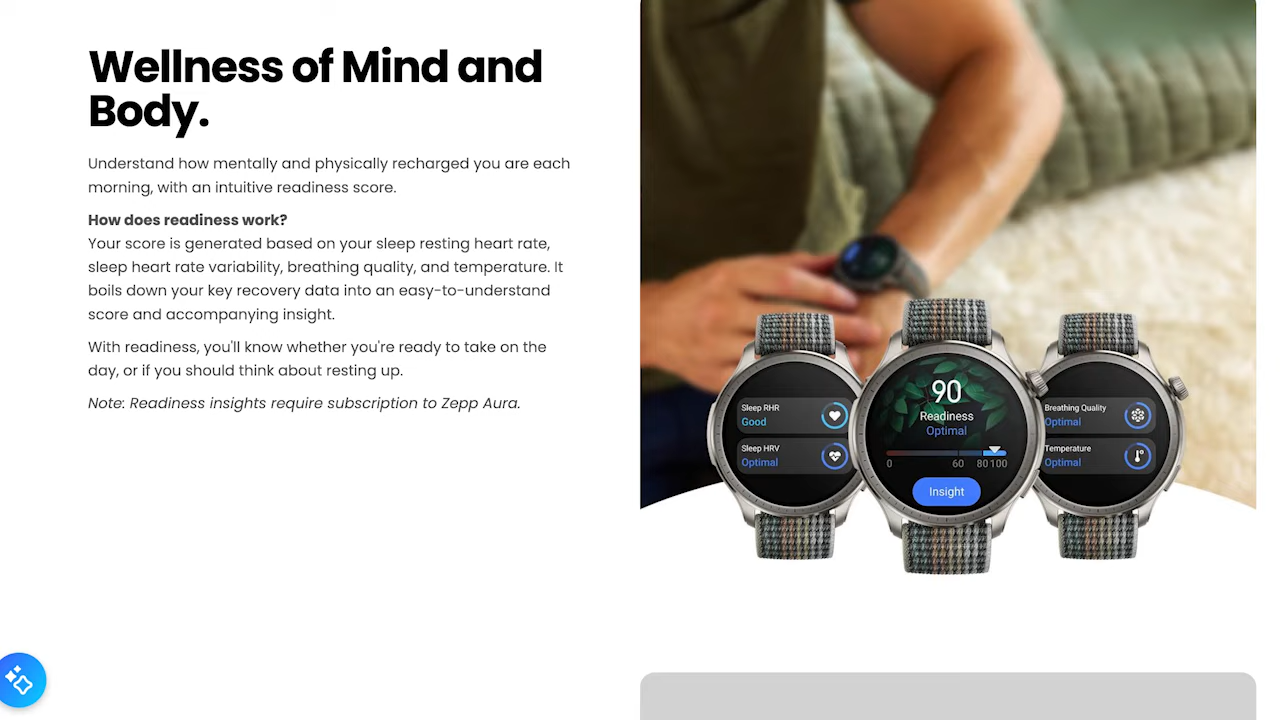 Wellness of Mind and
Body.
Understand how mentally and physically recharged you are each
morning, with an intuitive readiness score.
How does readiness work?
Your score is generated based on your sleep resting heart rate,
sleep heart rate variability, breathing quality, and temperature. It
boils down your key recovery data into an easy-to-understand
score and accompanying insight.
With readiness, you'll know whether you're ready to take on the
day, or if you should think about resting up.
Note: Readiness insights require subscription to Zepp Aura.
Sleep RHR
Good
Sleep HRV
Optimal
90
Readiness
Optimal
0 60 80 100
Insight
Breathing Quality
Optimal
Temperature
Optimal